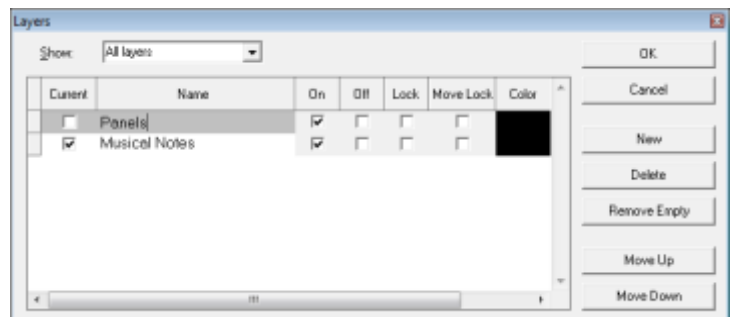 Layers
Show: All layers
OK
Current Name On Off Lock Move Lock Color
Cancel
Panels
Musical Notes
New
Delete
Remove Empty
Move Up
Move Down